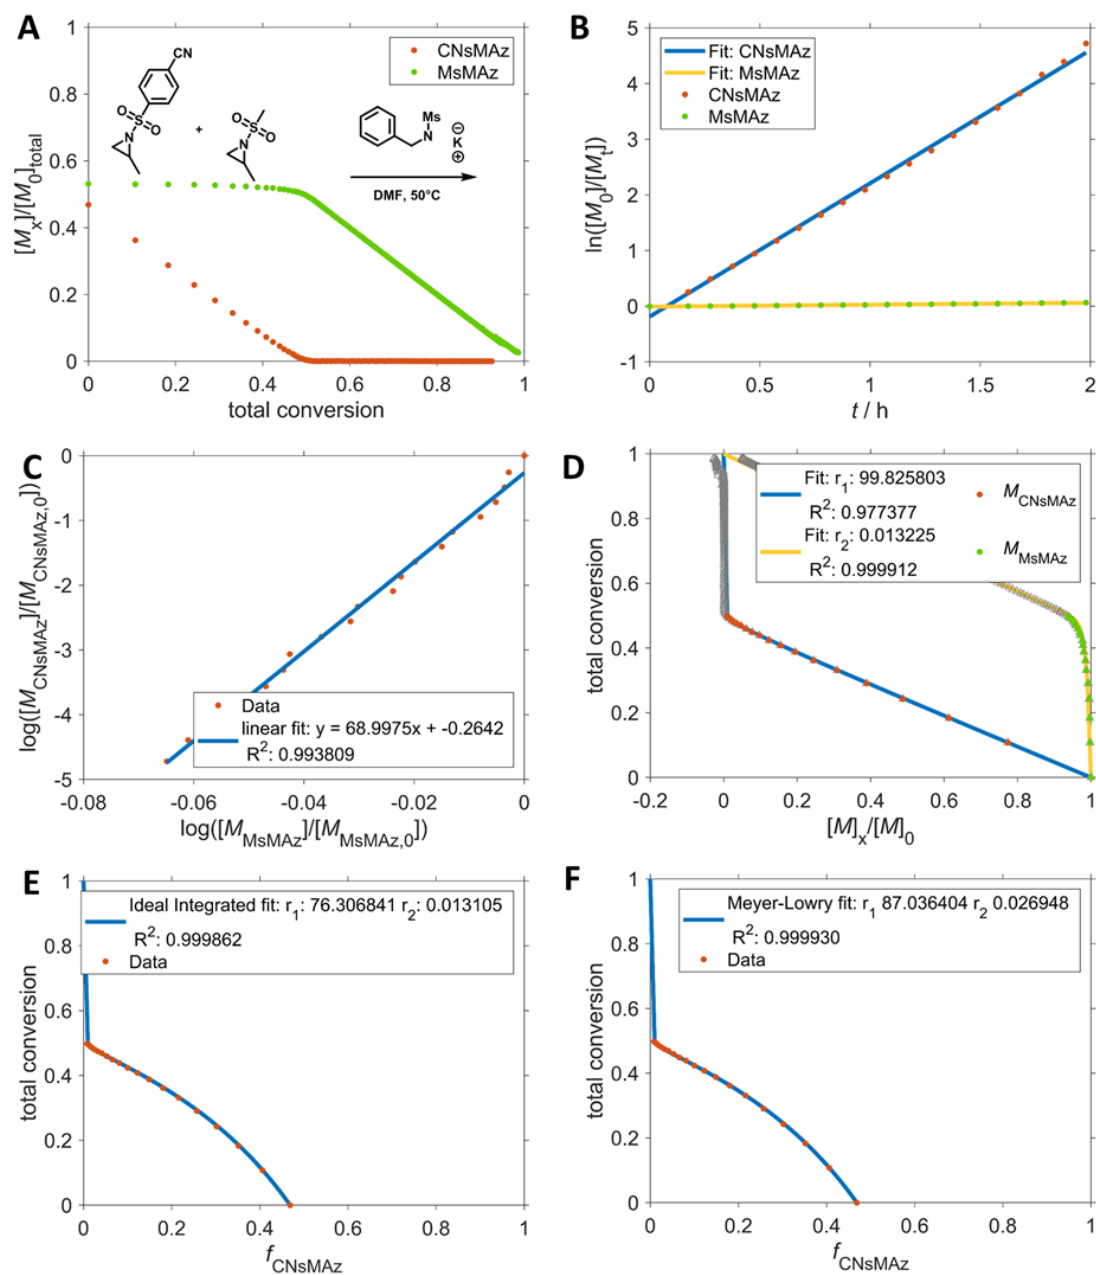 A
1
0.8
0.6
0.4
0.2
0
0
0.2
0.4
0.6
0.8
1
[Mx]/[M0]total
total conversion
CNsMAz
MsMAz
CN
O
S
O
N
+
O
S
O
N
Ms
N
⊖
K
⊕
DMF, 50°C
B
5
4
3
2
1
0
-1
0
0.5
1
1.5
2
ln([M0]/[Mt])
t / h
Fit: CNsMAz
Fit: MsMAz
CNsMAz
MsMAz
C
0
-1
-2
-3
-4
-5
-0.08
-0.06
-0.04
-0.02
0
log([MCNsMAz]/[MCNsMAz,0])
log([MMsMAz]/[MMsMAz,0])
Data
linear fit: y = 68.9975x + -0.2642
R2: 0.993809
D
1
0.8
0.6
0.4
0.2
0
-0.2
0
0.2
0.4
0.6
0.8
1
total conversion
[M]x/[M]0
Fit: r1: 99.825803
R2: 0.977377
Fit: r2: 0.013225
R2: 0.999912
MCNsMAz
MMsMAz
E
1
0.8
0.6
0.4
0.2
0
0
0.2
0.4
0.6
0.8
1
total conversion
fCNsMAz
Ideal Integrated fit: r1: 76.306841 r2: 0.013105
R2: 0.999862
Data
F
1
0.8
0.6
0.4
0.2
0
0
0.2
0.4
0.6
0.8
1
total conversion
fCNsMAz
Meyer-Lowry fit: r1 87.036404 r2 0.026948
R2: 0.999930
Data